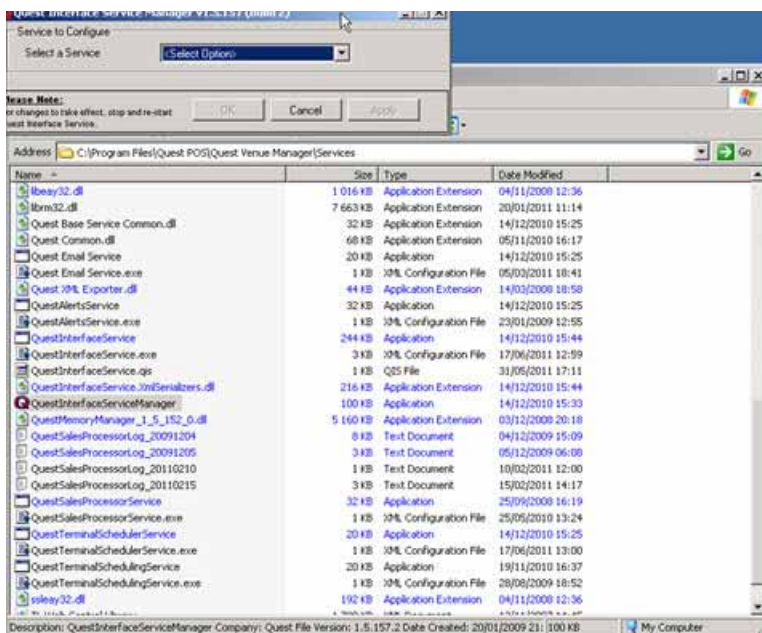 Quest Interface Service Manager V1.5.157 (Build 2)
Service to Configure
Select a Service <Select Option>
Please Note:
or changes to take effect, stop and re-start
uest Interface Service.
OK Cancel Apply
Address C:\Program Files\Quest POS\Quest Venue Manager\Services Go
Name Size Type Date Modified
libeay32.dll 1 016 KB Application Extension 04/11/2008 12:36
librm32.dll 7 663 KB Application Extension 20/01/2011 11:14
Quest Base Service Common.dll 32 KB Application Extension 14/12/2010 15:25
Quest Common.dll 68 KB Application Extension 05/11/2010 16:17
Quest Email Service 20 KB Application 14/12/2010 15:25
Quest Email Service.exe 1 KB XML Configuration File 05/03/2011 18:41
Quest XML Exporter.dll 44 KB Application Extension 14/03/2008 18:58
QuestAlertsService 32 KB Application 14/12/2010 15:25
QuestAlertsService.exe 1 KB XML Configuration File 23/01/2009 12:55
QuestInterfaceService 244 KB Application 14/12/2010 15:44
QuestInterfaceService.exe 3 KB XML Configuration File 17/06/2011 12:59
QuestInterfaceService.qis 1 KB QIS File 31/05/2011 17:11
QuestInterfaceService.XmlSerializers.dll 216 KB Application Extension 14/12/2010 15:44
QuestInterfaceServiceManager 100 KB Application 14/12/2010 15:33
QuestMemoryManager_1_5_152_0.dll 5 160 KB Application Extension 03/12/2008 20:18
QuestSalesProcessorLog_20091204 8 KB Text Document 04/12/2009 15:09
QuestSalesProcessorLog_20091205 3 KB Text Document 05/12/2009 06:08
QuestSalesProcessorLog_20110210 1 KB Text Document 10/02/2011 12:00
QuestSalesProcessorLog_20110215 3 KB Text Document 15/02/2011 14:17
QuestSalesProcessorService 32 KB Application 25/09/2008 16:19
QuestSalesProcessorService.exe 1 KB XML Configuration File 25/05/2010 13:24
QuestTerminalSchedulerService 20 KB Application 14/12/2010 15:25
QuestTerminalSchedulerService.exe 1 KB XML Configuration File 17/06/2011 13:00
QuestTerminalSchedulingService 20 KB Application 19/11/2010 16:37
QuestTerminalSchedulingService.exe 1 KB XML Configuration File 28/08/2009 18:52
ssleay32.dll 192 KB Application Extension 04/11/2008 12:36
Description: QuestInterfaceServiceManager Company: Quest File Version: 1.5.157.2 Date Created: 20/01/2009 21: 100 KB My Computer